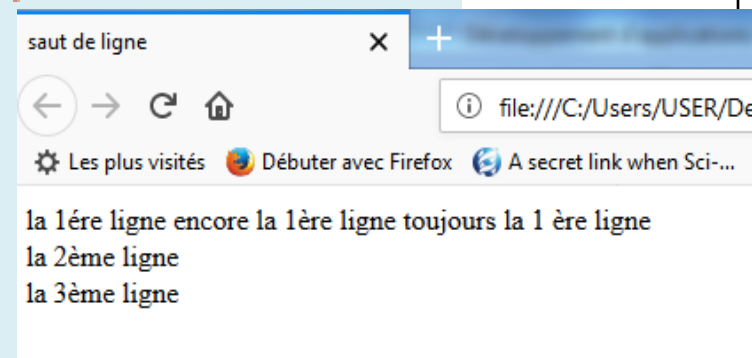 saut de ligne
file:///C:/Users/USER/De
Les plus visités Débuter avec Firefox A secret link when Sci-...
la 1ére ligne encore la 1ère ligne toujours la 1 ère ligne
la 2ème ligne
la 3ème ligne